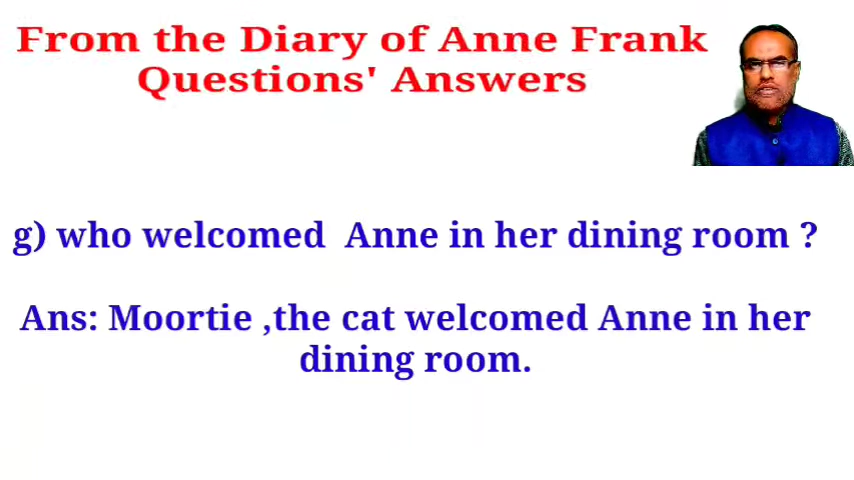 From the Diary of Anne Frank
Questions' Answers
g) who welcomed Anne in her dining room ?
Ans: Moortie ,the cat welcomed Anne in her
dining room.